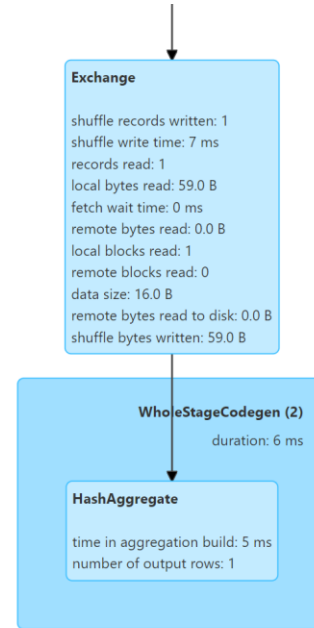 Exchange
shuffle records written: 1
shuffle write time: 7 ms
records read: 1
local bytes read: 59.0 B
fetch wait time: 0 ms
remote bytes read: 0.0 B
local blocks read: 1
remote blocks read: 0
data size: 16.0 B
remote bytes read to disk: 0.0 B
shuffle bytes written: 59.0 B
WholeStageCodegen (2)
duration: 6 ms
HashAggregate
time in aggregation build: 5 ms
number of output rows: 1